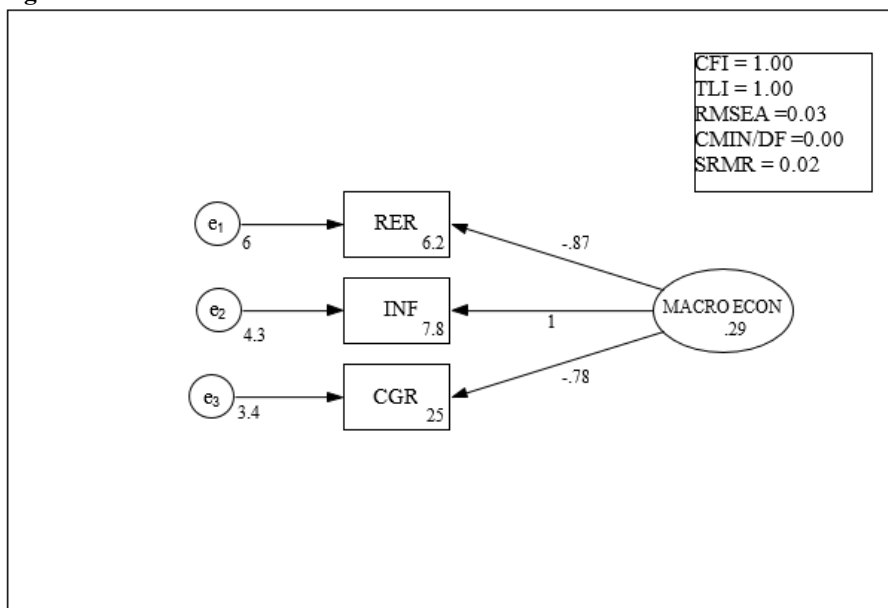 CFI = 1.00
TLI = 1.00
RMSEA =0.03
CMIN/DF =0.00
SRMR = 0.02
e1
6
RER
6.2
-.87
e2
4.3
INF
7.8
1
MACRO ECON
.29
e3
3.4
CGR
25
-.78